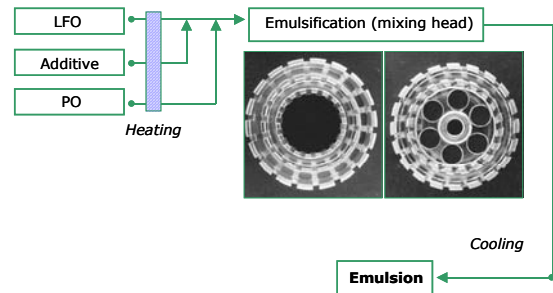 LFO
Emulsification (mixing head)
Additive
PO
Heating
Cooling
Emulsion